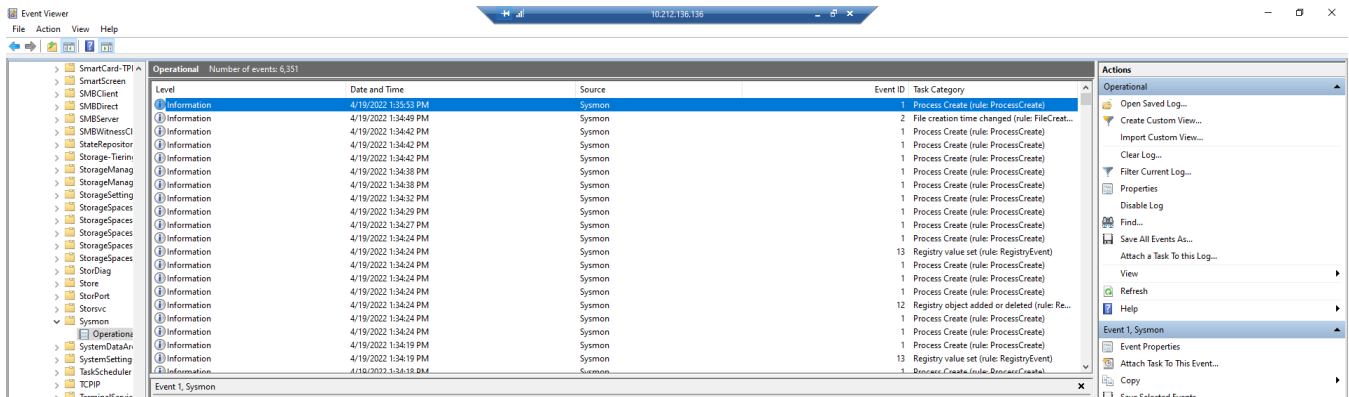 Event Viewer
10.212.136.136
File Action View Help
SmartCard-TPI
SmartScreen
SMBClient
SMBDirect
SMBServer
SMBWitnessCl
StateRepositor
Storage-Tierin
StorageManag
StorageManag
StorageSetting
StorageSpaces
StorageSpaces
StorageSpaces
StorageSpaces
StorageSpaces
StorDiag
Store
StorPort
Storsvc
Sysmon
Operationa
SystemDataAr
SystemSetting
TaskScheduler
TCPIP
Operational Number of events: 6,351
Level Date and Time Source Event ID Task Category
Information 4/19/2022 1:35:53 PM Sysmon 1 Process Create (rule: ProcessCreate)
Information 4/19/2022 1:34:49 PM Sysmon 2 File creation time changed (rule: FileCreat...
Information 4/19/2022 1:34:42 PM Sysmon 1 Process Create (rule: ProcessCreate)
Information 4/19/2022 1:34:42 PM Sysmon 1 Process Create (rule: ProcessCreate)
Information 4/19/2022 1:34:42 PM Sysmon 1 Process Create (rule: ProcessCreate)
Information 4/19/2022 1:34:38 PM Sysmon 1 Process Create (rule: ProcessCreate)
Information 4/19/2022 1:34:38 PM Sysmon 1 Process Create (rule: ProcessCreate)
Information 4/19/2022 1:34:32 PM Sysmon 1 Process Create (rule: ProcessCreate)
Information 4/19/2022 1:34:29 PM Sysmon 1 Process Create (rule: ProcessCreate)
Information 4/19/2022 1:34:27 PM Sysmon 1 Process Create (rule: ProcessCreate)
Information 4/19/2022 1:34:24 PM Sysmon 1 Process Create (rule: ProcessCreate)
Information 4/19/2022 1:34:24 PM Sysmon 13 Registry value set (rule: RegistryEvent)
Information 4/19/2022 1:34:24 PM Sysmon 1 Process Create (rule: ProcessCreate)
Information 4/19/2022 1:34:24 PM Sysmon 1 Process Create (rule: ProcessCreate)
Information 4/19/2022 1:34:24 PM Sysmon 1 Process Create (rule: ProcessCreate)
Information 4/19/2022 1:34:24 PM Sysmon 12 Registry object added or deleted (rule: Re...
Information 4/19/2022 1:34:24 PM Sysmon 1 Process Create (rule: ProcessCreate)
Information 4/19/2022 1:34:24 PM Sysmon 1 Process Create (rule: ProcessCreate)
Information 4/19/2022 1:34:19 PM Sysmon 1 Process Create (rule: ProcessCreate)
Information 4/19/2022 1:34:19 PM Sysmon 13 Registry value set (rule: RegistryEvent)
Information 4/19/2022 1:34:18 PM Sysmon 1 Process Create (rule: ProcessCreate)
Event 1, Sysmon
Actions
Operational
Open Saved Log...
Create Custom View...
Import Custom View...
Clear Log...
Filter Current Log...
Properties
Disable Log
Find...
Save All Events As...
Attach a Task To this Log...
View
Refresh
Help
Event 1, Sysmon
Event Properties
Attach Task To This Event...
Copy
Save Selected Events